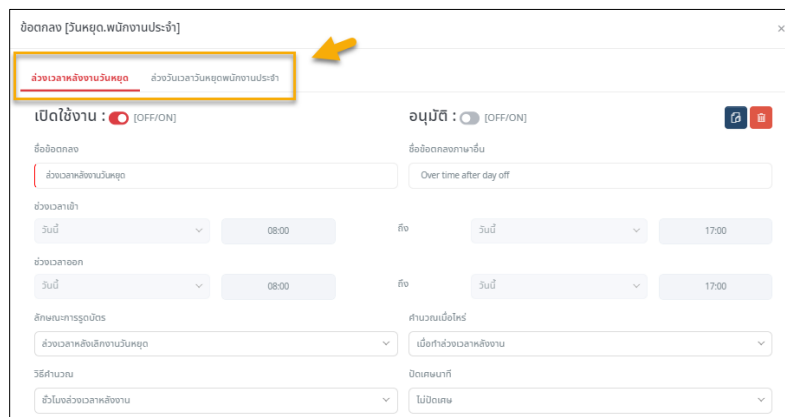 ข้อตกลง [วันหยุด.พนักงานประจำ]
ล่วงเวลาหลังงานวันหยุด ล่วงวันเวลาวันหยุดพนักงานประจำ
เปิดใช้งาน : [OFF/ON] อนุมัติ : [OFF/ON]
ชื่อข้อตกลง ชื่อข้อตกลงภาษาอื่น
ล่วงเวลาหลังงานวันหยุด Over time after day off
ช่วงเวลาเข้า
วันนี้ 08:00 ถึง วันนี้ 17:00
ช่วงเวลาออก
วันนี้ 08:00 ถึง วันนี้ 17:00
ลักษณะการรูดบัตร คำนวณเมื่อไหร่
ล่วงเวลาหลังเลิกงานวันหยุด เมื่อทำล่วงเวลาหลังงาน
วิธีคำนวณ ปัดเศษนาที
ชั่วโมงล่วงเวลาหลังงาน ไม่ปัดเศษ